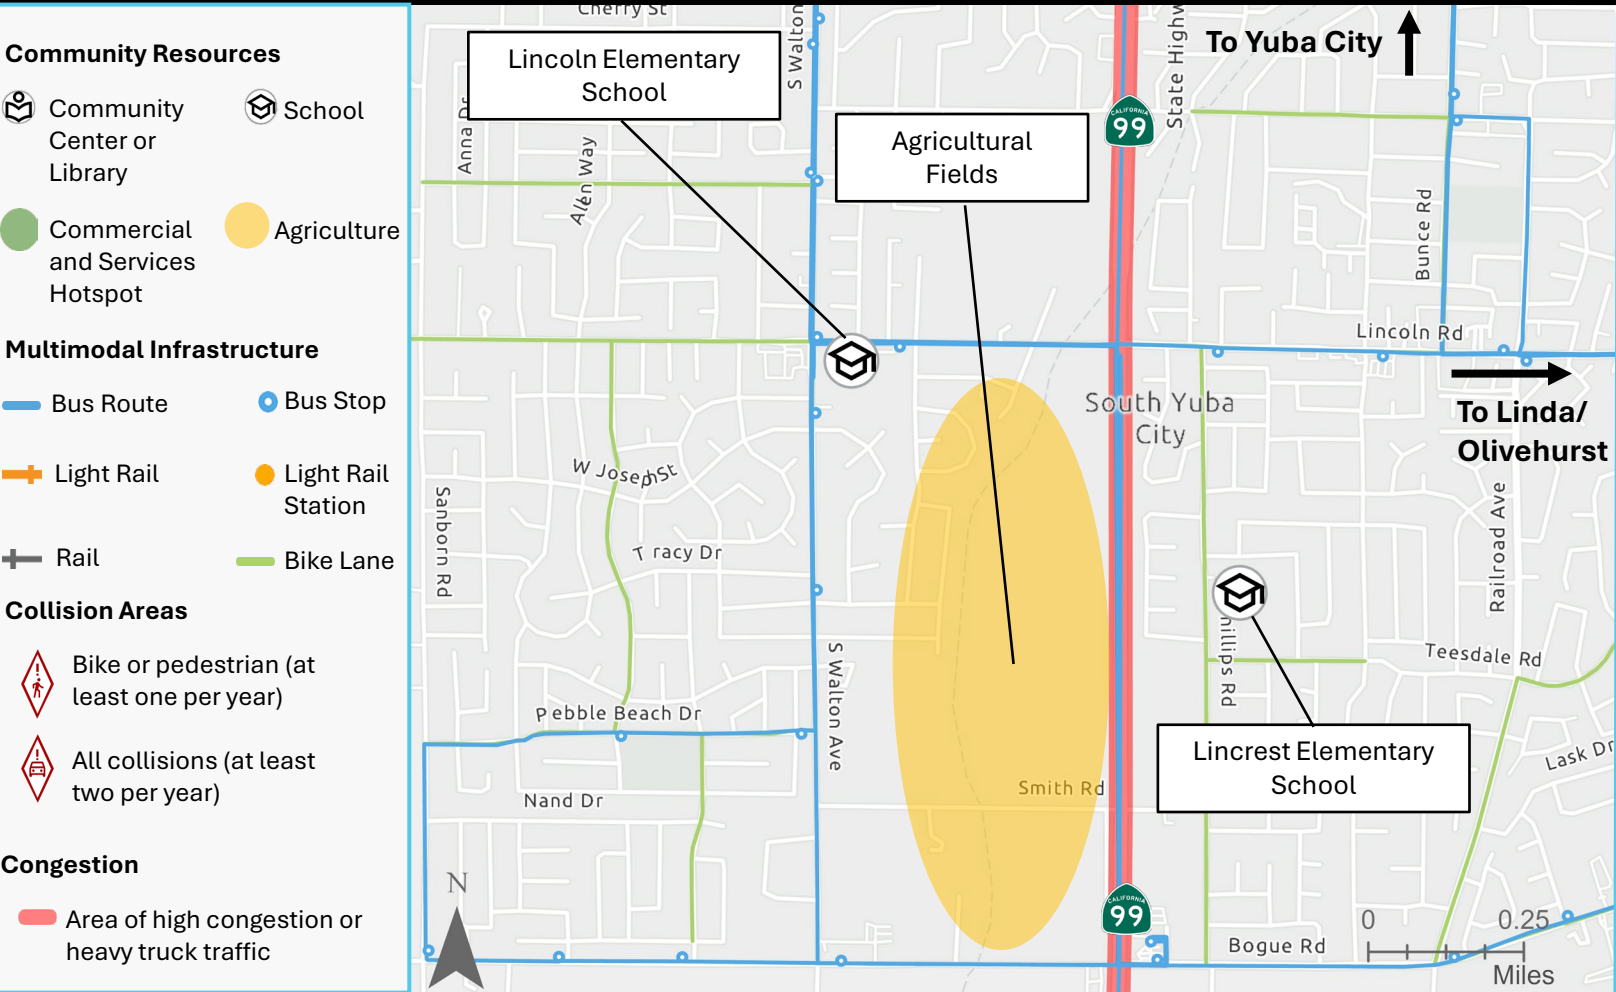 Community Resources
Community
Center or
Library
School
Commercial
and Services
Hotspot
Agriculture
Multimodal Infrastructure
Bus Route
Bus Stop
Light Rail
Light Rail
Station
Rail
Bike Lane
Collision Areas
Bike or pedestrian (at
least one per year)
All collisions (at least
two per year)
Congestion
Area of high congestion or
heavy truck traffic
Cherry St
S Walton
State Highw
To Yuba City
Lincoln Elementary
School
Anna Dr
Allen Way
Agricultural
Fields
CALIFORNIA
99
Bunce Rd
Lincoln Rd
To Linda/
Olivehurst
South Yuba
City
W Joseph St
Sanborn Rd
Tracy Dr
Railroad Ave
hillips Rd
Teesdale Rd
S Walton Ave
Pebble Beach Dr
Lincrest Elementary
School
Lask Dr
Smith Rd
Nand Dr
N
CALIFORNIA
99
Bogue Rd
0 0.25
Miles